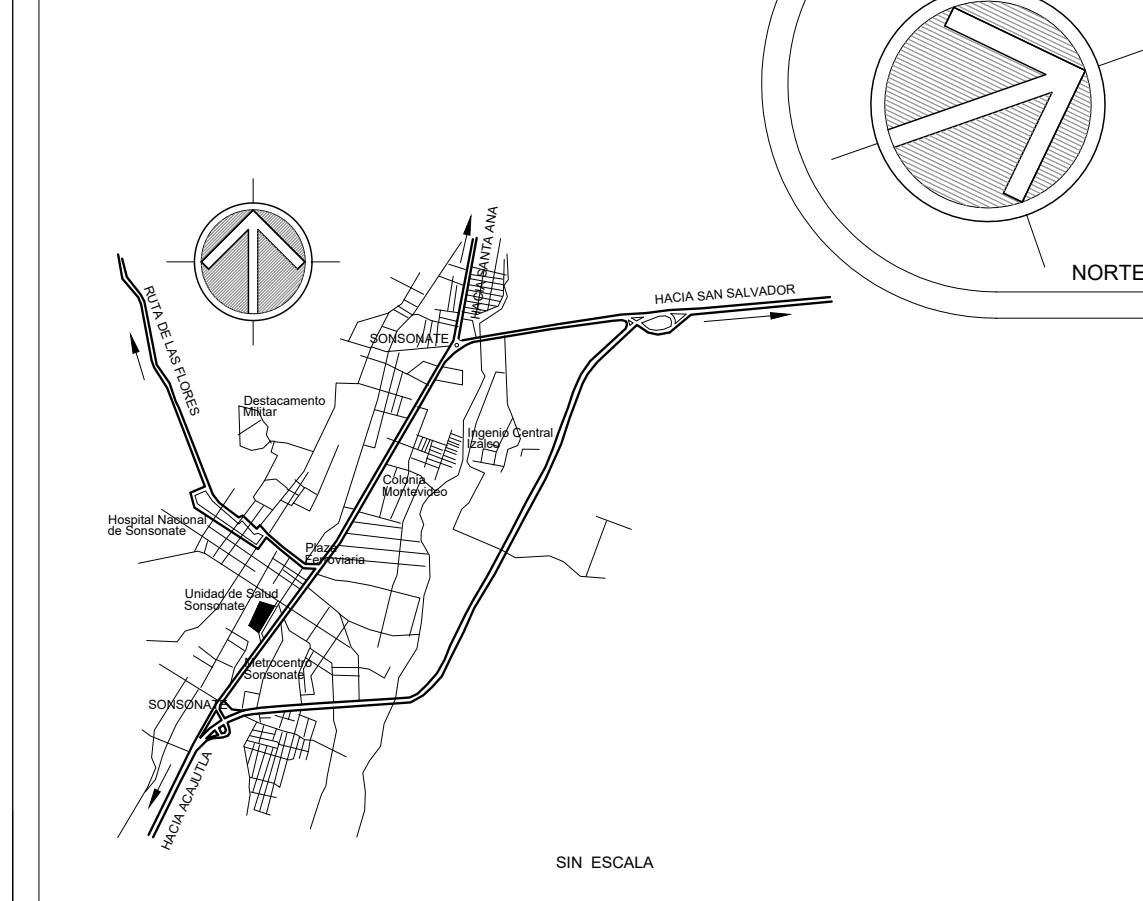 NORTE
HACIA SANTA ANA
HACIA SAN SALVADOR
RUTA DE LAS FLORES
SONSONATE
Destacamento
Militar
Ingenio Central
Izalco
Colonia
Montevideo
Hospital Nacional
de Sonsonate
Plaza
Ferroviaria
Unidad de Salud
Sonsonate
Metrocentro
Sonsonate
SONSONATE
HACIA ACAJUTLA
SIN ESCALA